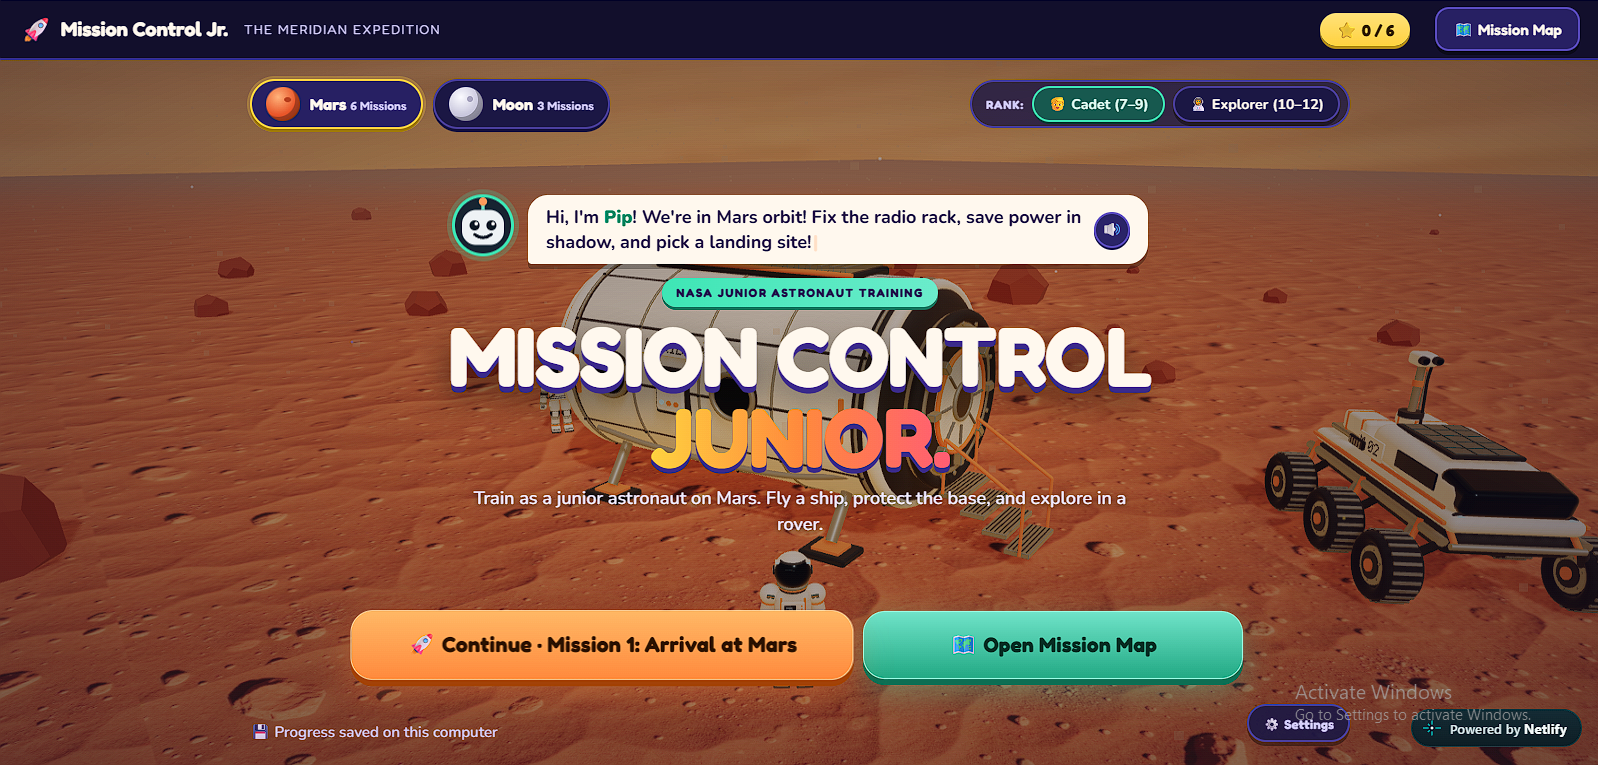 Mission Control Jr.
THE MERIDIAN EXPEDITION
0 / 6
Mission Map
Mars 6 Missions
Moon 3 Missions
RANK:
Cadet (7–9)
Explorer (10–12)
Hi, I'm Pip! We're in Mars orbit! Fix the radio rack, save power in
shadow, and pick a landing site!
NASA JUNIOR ASTRONAUT TRAINING
MISSION CONTROL
JUNIOR.
Train as a junior astronaut on Mars. Fly a ship, protect the base, and explore in a
rover.
Continue · Mission 1: Arrival at Mars
Open Mission Map
Activate Windows
Go to Settings to activate Windows.
Settings
Powered by Netlify
Progress saved on this computer